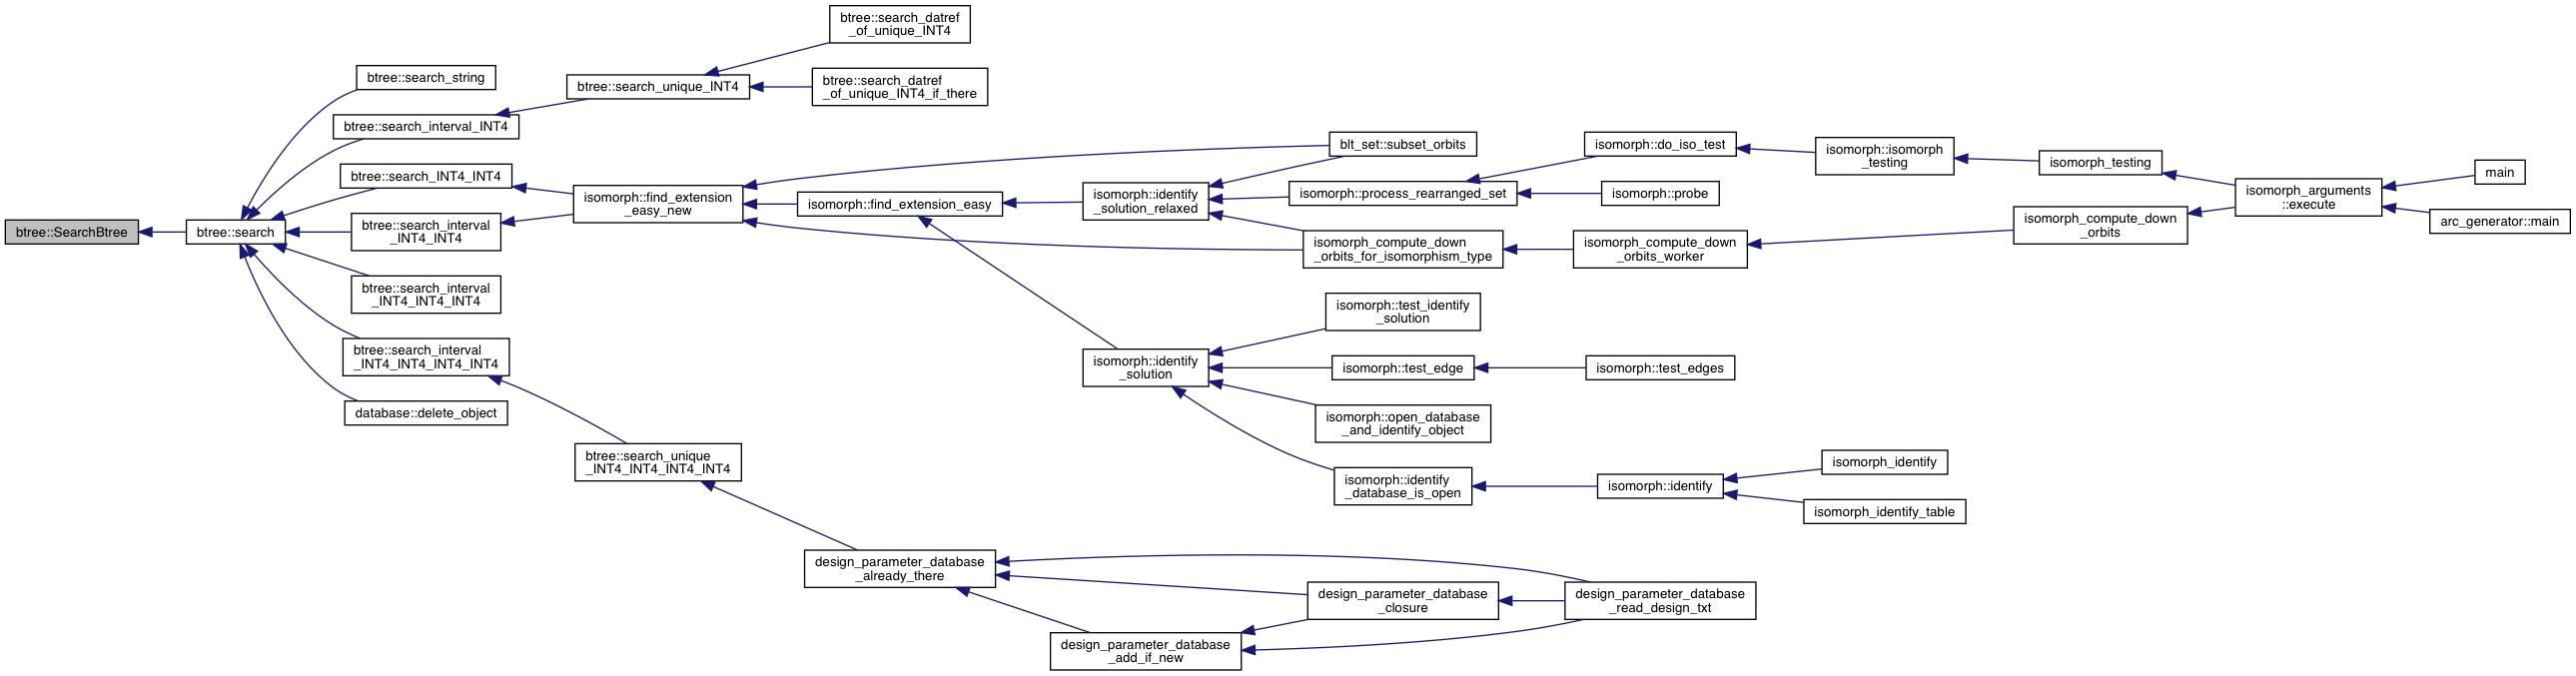 btree::SearchBtree
btree::search
btree::search_string
btree::search_interval_INT4
btree::search_INT4_INT4
btree::search_interval
_INT4_INT4
btree::search_interval
_INT4_INT4_INT4
btree::search_interval
_INT4_INT4_INT4_INT4
database::delete_object
btree::search_unique_INT4
btree::search_datref
_of_unique_INT4
btree::search_datref
_of_unique_INT4_if_there
isomorph::find_extension
_easy_new
isomorph::find_extension_easy
btree::search_unique
_INT4_INT4_INT4_INT4
design_parameter_database
_already_there
design_parameter_database
_add_if_new
isomorph::identify
_solution_relaxed
isomorph::identify
_solution
blt_set::subset_orbits
isomorph::process_rearranged_set
isomorph_compute_down
_orbits_for_isomorphism_type
isomorph::test_identify
_solution
isomorph::test_edge
isomorph::open_database
_and_identify_object
isomorph::identify
_database_is_open
design_parameter_database
_closure
isomorph::do_iso_test
isomorph::probe
isomorph_compute_down
_orbits_worker
isomorph::test_edges
isomorph::identify
design_parameter_database
_read_design_txt
isomorph::isomorph
_testing
isomorph_identify
isomorph_identify_table
isomorph_testing
isomorph_compute_down
_orbits
isomorph_arguments
::execute
main
arc_generator::main